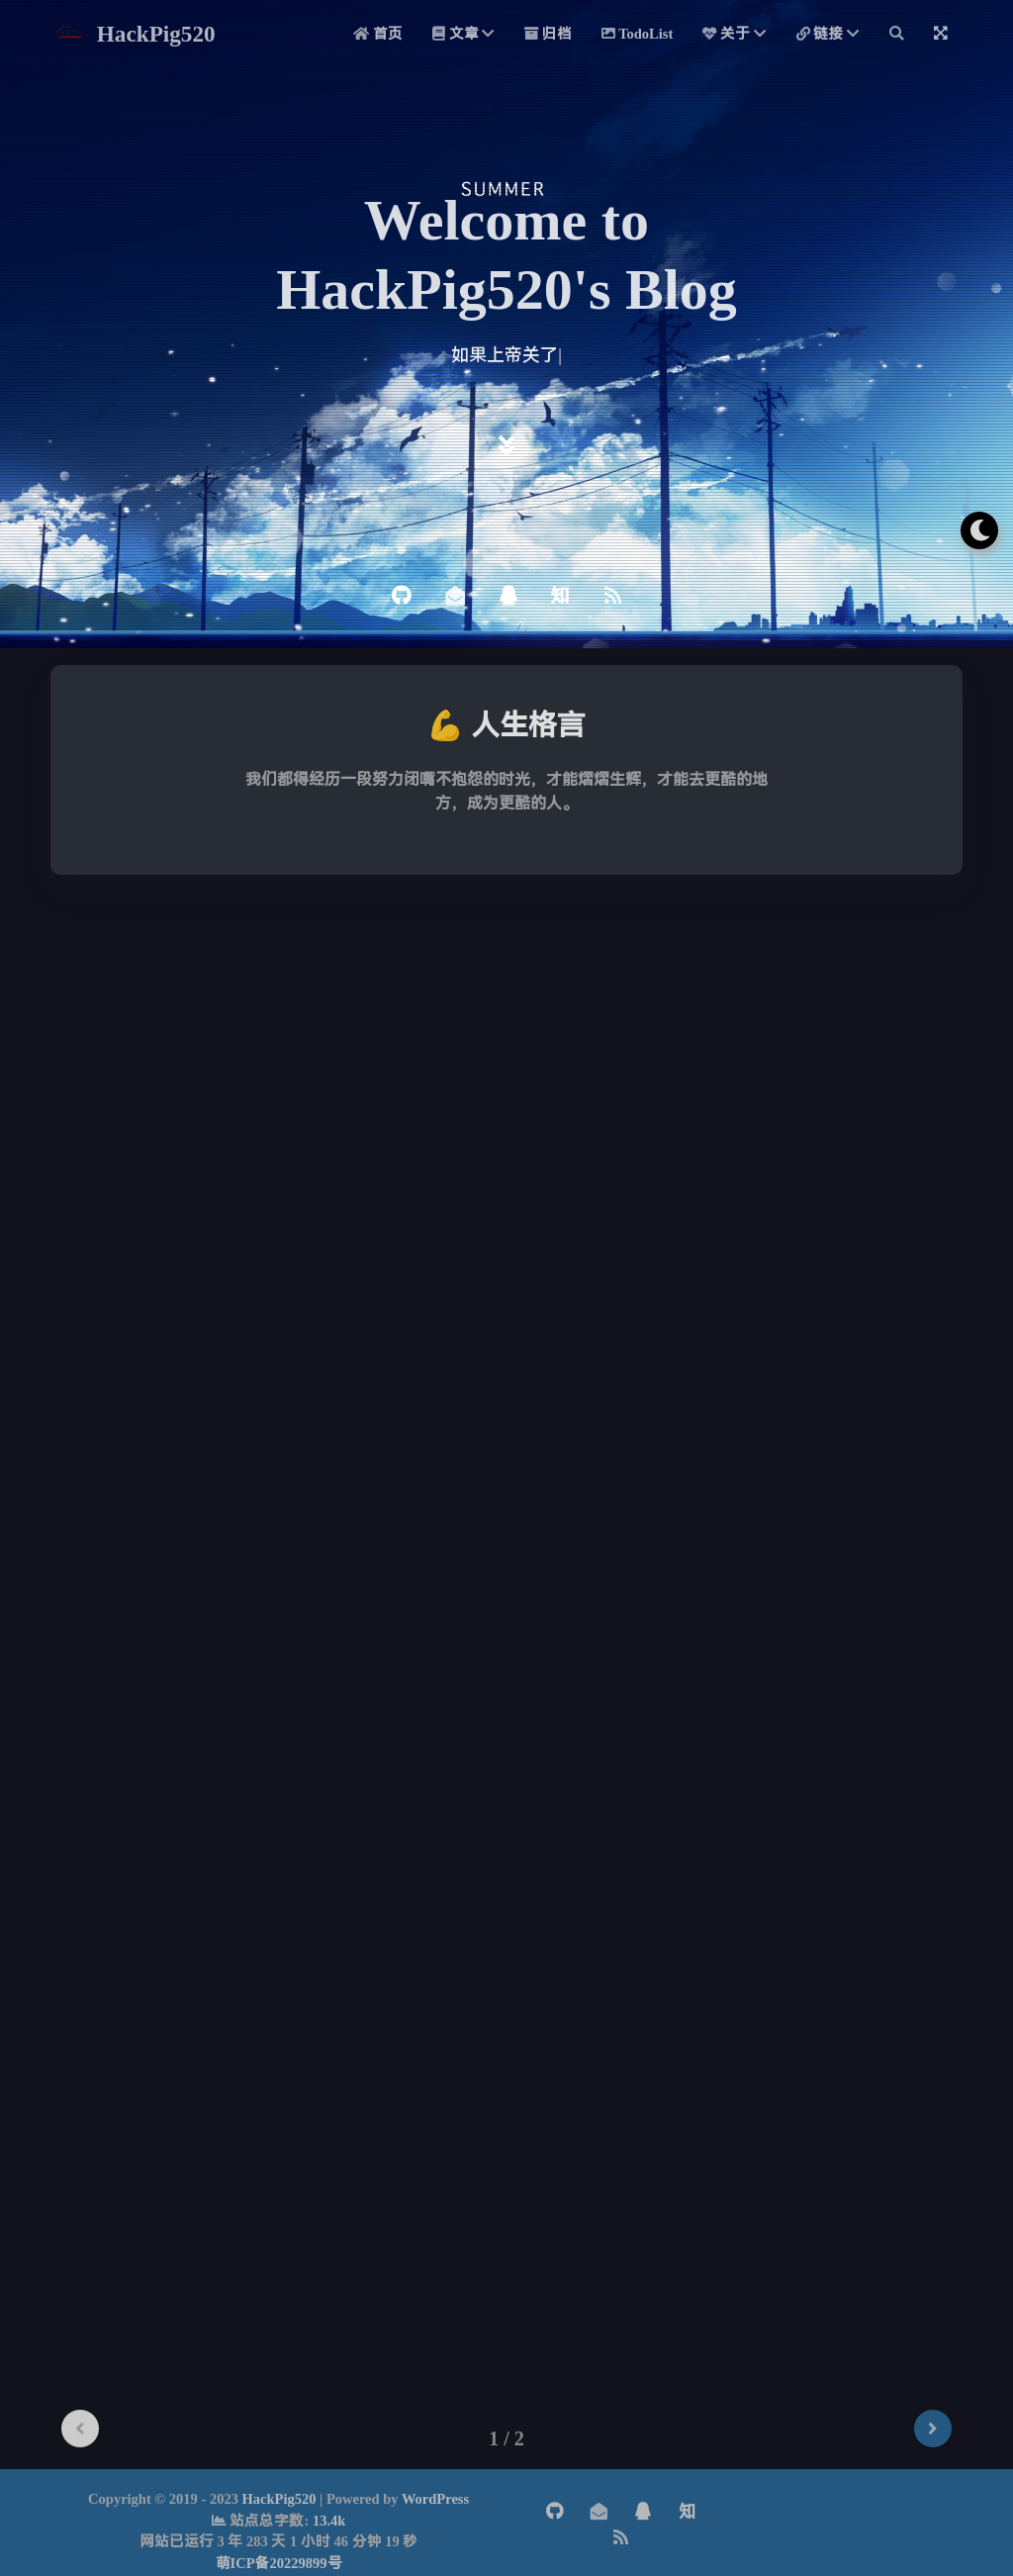 HackPig520
首页 文章 归档 TodoList 关于 链接
SUMMER
Welcome to
HackPig520's Blog
如果上帝关了|
知
💪 人生格言
我们都得经历一段努力闭嘴不抱怨的时光，才能熠熠生辉，才能去更酷的地
方，成为更酷的人。
1 / 2
Copyright © 2019 - 2023 HackPig520 | Powered by WordPress
站点总字数: 13.4k
网站已运行 3 年 283 天 1 小时 46 分钟 19 秒
萌ICP备20229899号
知